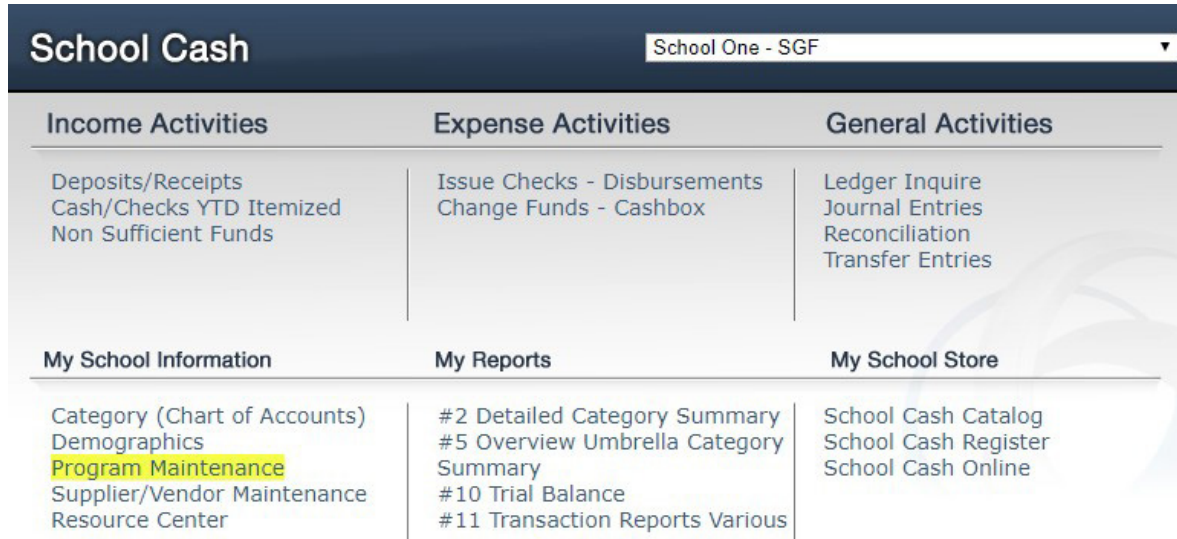 School Cash
School One - SGF
Income Activities
Deposits/Receipts
Cash/Checks YTD Itemized
Non Sufficient Funds
Expense Activities
Issue Checks - Disbursements
Change Funds - Cashbox
General Activities
Ledger Inquire
Journal Entries
Reconciliation
Transfer Entries
My School Information
Category (Chart of Accounts)
Demographics
Program Maintenance
Supplier/Vendor Maintenance
Resource Center
My Reports
#2 Detailed Category Summary
#5 Overview Umbrella Category
Summary
#10 Trial Balance
#11 Transaction Reports Various
My School Store
School Cash Catalog
School Cash Register
School Cash Online